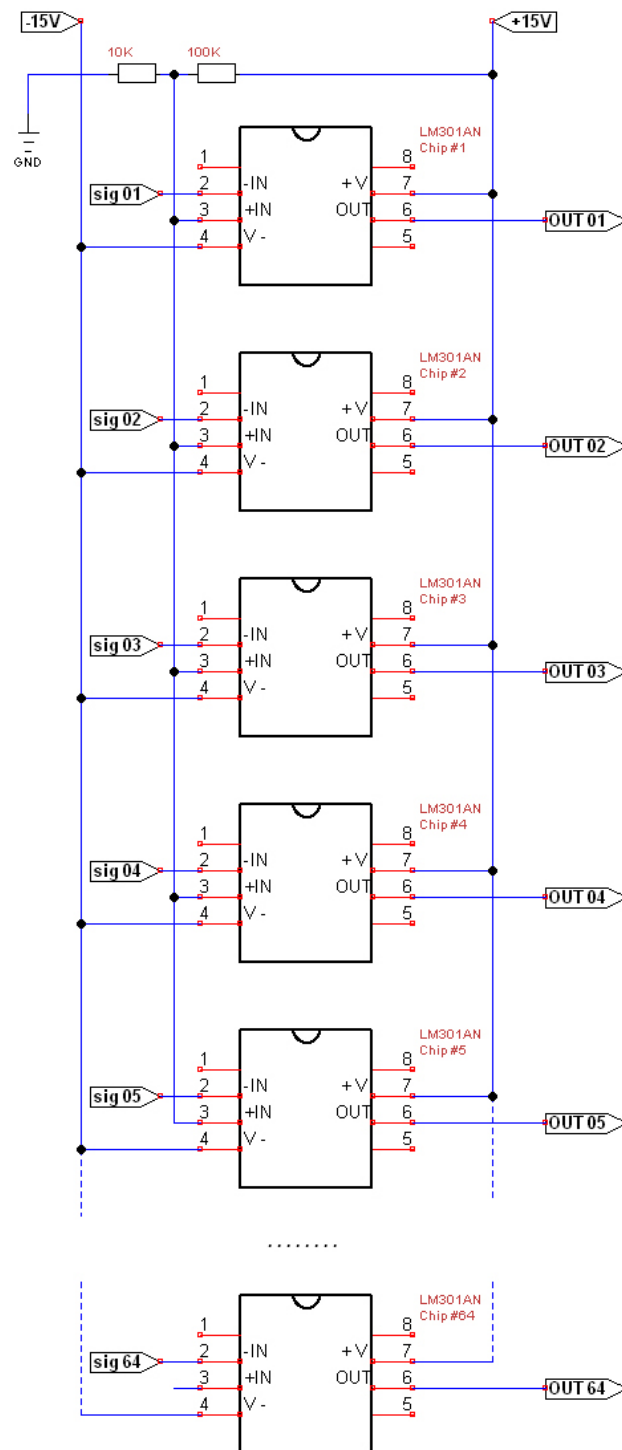 -15V
+15V
10K
100K
GND
LM301AN
Chip #1
1
8
sig 01
2
-IN
+V
7
3
+IN
OUT
6
OUT 01
4
V -
5
LM301AN
Chip #2
1
8
sig 02
2
-IN
+V
7
3
+IN
OUT
6
OUT 02
4
V -
5
LM301AN
Chip #3
1
8
sig 03
2
-IN
+V
7
3
+IN
OUT
6
OUT 03
4
V -
5
LM301AN
Chip #4
1
8
sig 04
2
-IN
+V
7
3
+IN
OUT
6
OUT 04
4
V -
5
LM301AN
Chip #5
1
8
sig 05
2
-IN
+V
7
3
+IN
OUT
6
OUT 05
4
V -
5
........
LM301AN
Chip #64
1
8
sig 64
2
-IN
+V
7
3
+IN
OUT
6
OUT 64
4
V -
5